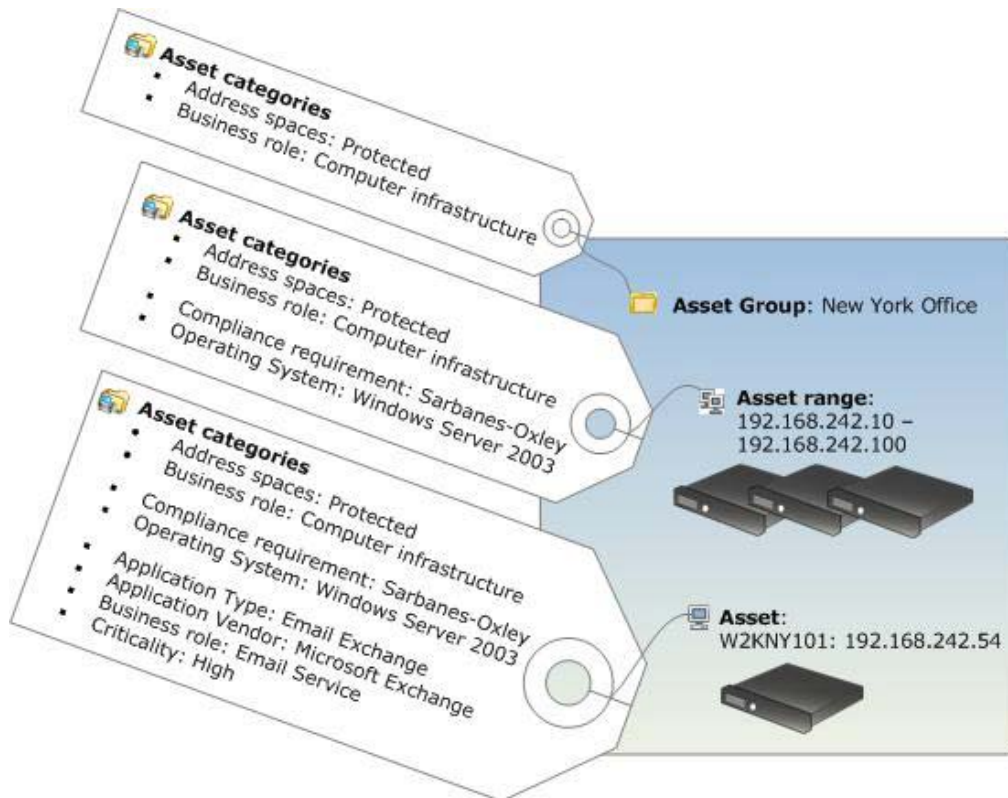 Asset categories
▪ Address spaces: Protected
▪ Business role: Computer infrastructure
Asset categories
▪ Address spaces: Protected
▪ Business role: Computer infrastructure
▪ Compliance requirement: Sarbanes-Oxley
▪ Operating System: Windows Server 2003
Asset categories
▪ Address spaces: Protected
▪ Business role: Computer infrastructure
▪ Compliance requirement: Sarbanes-Oxley
▪ Operating System: Windows Server 2003
▪ Application Type: Email Exchange
▪ Application Vendor: Microsoft Exchange
▪ Business role: Email Service
▪ Criticality: High
Asset Group: New York Office
Asset range:
192.168.242.10 –
192.168.242.100
Asset:
W2KNY101: 192.168.242.54